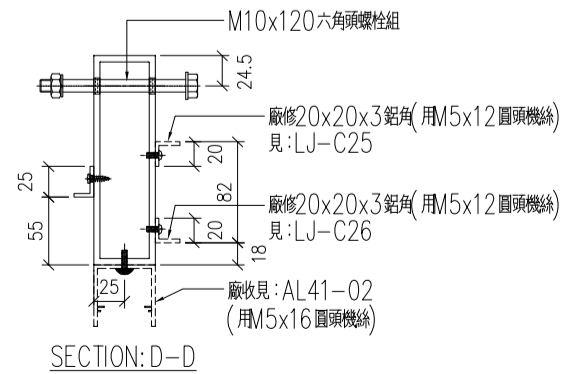 M10x120六角頭螺栓組
24.5
廠修20x20x3鋁角(用M5x12圓頭機絲)
見:LJ-C25
20
25
82
廠修20x20x3鋁角(用M5x12圓頭機絲)
見:LJ-C26
20
55
18
25
廠收見:AL41-02
(用M5x16圓頭機絲)
SECTION:D-D